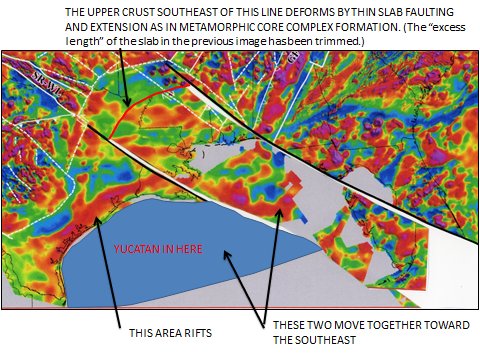 THE UPPER CRUST SOUTHEAST OF THIS LINE DEFORMS BY THIN SLAB FAULTING
AND EXTENSION AS IN METAMORPHIC CORE COMPLEX FORMATION. (The “excess
length” of the slab in the previous image has been trimmed.)
YUCATAN IN HERE
THIS AREA RIFTS
THESE TWO MOVE TOGETHER TOWARD
THE SOUTHEAST